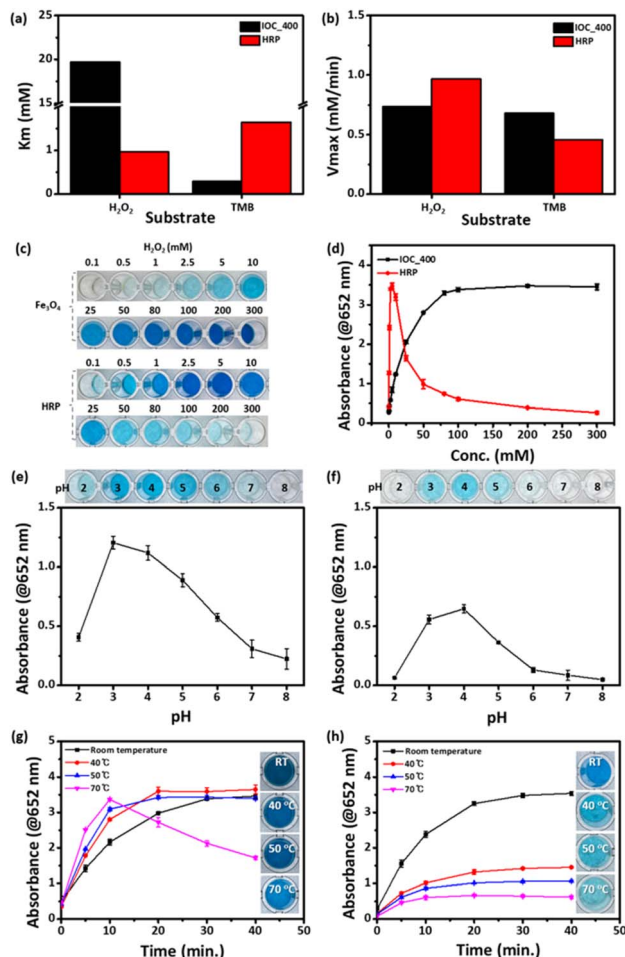 (a)
IOC_400
HRP
20
15
1
0
Km (mM)
H₂O₂
TMB
Substrate
(b)
IOC_400
HRP
1.5
1.0
0.5
0.0
Vmax (mM/min)
H₂O₂
TMB
Substrate
(c)
H₂O₂ (mM)
0.1 0.5 1 2.5 5 10
Fe₃O₄
25 50 80 100 200 300
0.1 0.5 1 2.5 5 10
HRP
25 50 80 100 200 300
(d)
IOC_400
HRP
5
4
3
2
1
0
Absorbance (@652 nm)
0 50 100 150 200 250 300
Conc. (mM)
(e)
pH 2 3 4 5 6 7 8
1.5
1.0
0.5
0.0
Absorbance (@652 nm)
2 3 4 5 6 7 8
pH
(f)
pH 2 3 4 5 6 7 8
1.5
1.0
0.5
0.0
Absorbance (@652 nm)
2 3 4 5 6 7 8
pH
(g)
Room temperature
40℃
50℃
70℃
RT
40 °C
50 °C
70 °C
5
4
3
2
1
0
Absorbance (@652 nm)
0 10 20 30 40 50
Time (min.)
(h)
Room temperature
40℃
50℃
70℃
RT
40 °C
50 °C
70 °C
5
4
3
2
1
0
Absorbance (@652 nm)
0 10 20 30 40 50
Time (min.)